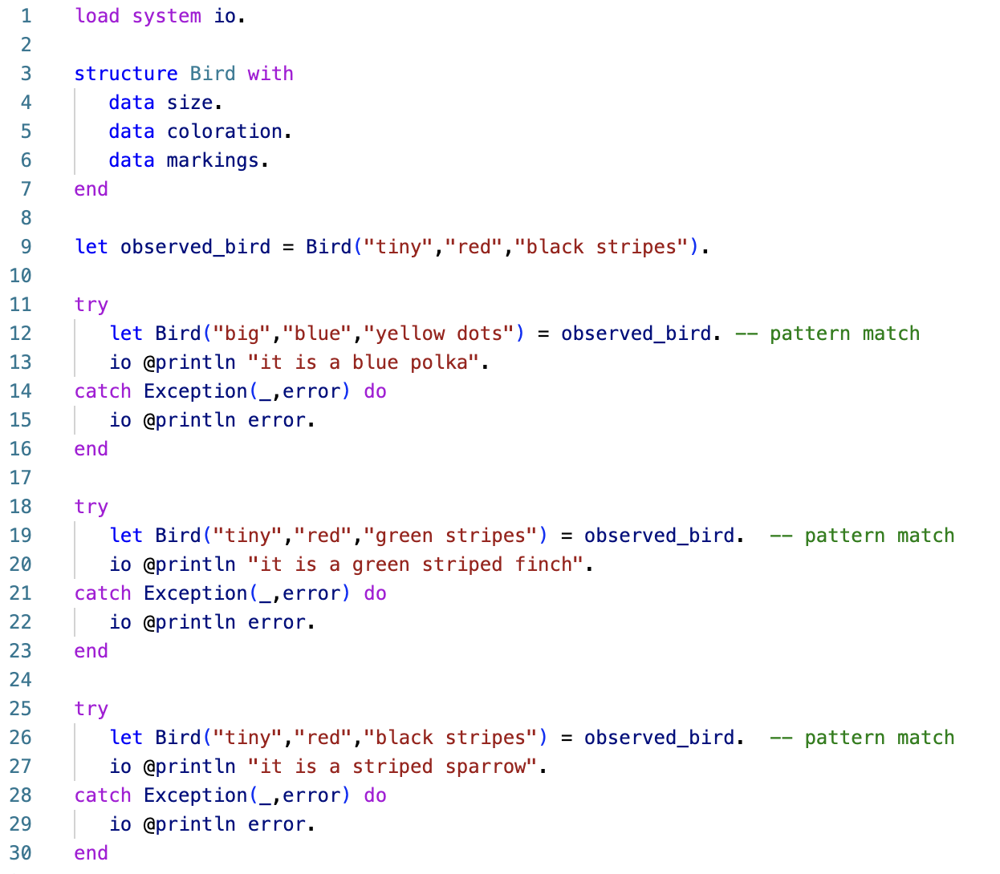 1 load system io.
2
3 structure Bird with
4 data size.
5 data coloration.
6 data markings.
7 end
8
9 let observed_bird = Bird("tiny","red","black stripes").
10
11 try
12 let Bird("big","blue","yellow dots") = observed_bird. -- pattern match
13 io @println "it is a blue polka".
14 catch Exception(_,error) do
15 io @println error.
16 end
17
18 try
19 let Bird("tiny","red","green stripes") = observed_bird.  -- pattern match
20 io @println "it is a green striped finch".
21 catch Exception(_,error) do
22 io @println error.
23 end
24
25 try
26 let Bird("tiny","red","black stripes") = observed_bird.  -- pattern match
27 io @println "it is a striped sparrow".
28 catch Exception(_,error) do
29 io @println error.
30 end